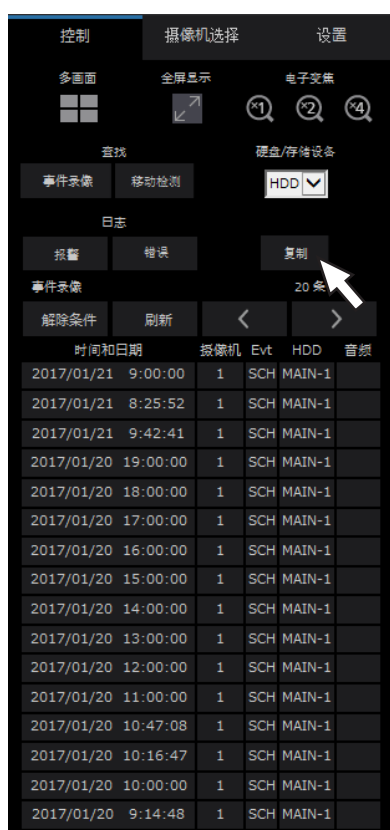 控制 摄像机选择 设置
多画面 全屏显示 电子变焦
×1 ×2 ×4
查找 硬盘/存储设备
事件录像 移动检测 HDD
日志
报警 错误 复制
事件录像 20 条
解除条件 刷新 < >
时间和日期 摄像机 Evt HDD 音频
2017/01/21 9:00:00 1 SCH MAIN-1
2017/01/21 8:25:52 1 SCH MAIN-1
2017/01/21 9:42:41 1 SCH MAIN-1
2017/01/20 19:00:00 1 SCH MAIN-1
2017/01/20 18:00:00 1 SCH MAIN-1
2017/01/20 17:00:00 1 SCH MAIN-1
2017/01/20 16:00:00 1 SCH MAIN-1
2017/01/20 15:00:00 1 SCH MAIN-1
2017/01/20 14:00:00 1 SCH MAIN-1
2017/01/20 13:00:00 1 SCH MAIN-1
2017/01/20 12:00:00 1 SCH MAIN-1
2017/01/20 11:00:00 1 SCH MAIN-1
2017/01/20 10:47:08 1 SCH MAIN-1
2017/01/20 10:16:47 1 SCH MAIN-1
2017/01/20 10:00:00 1 SCH MAIN-1
2017/01/20 9:14:48 1 SCH MAIN-1